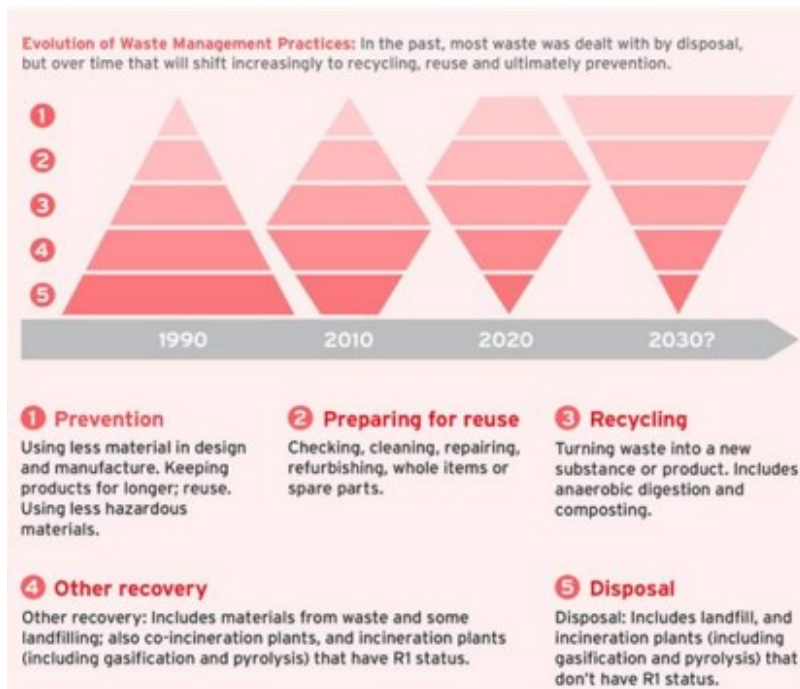 Evolution of Waste Management Practices: In the past, most waste was dealt with by disposal,
but over time that will shift increasingly to recycling, reuse and ultimately prevention.
1
2
3
4
5
1990 2010 2020 2030?
1 Prevention
Using less material in design
and manufacture. Keeping
products for longer; reuse.
Using less hazardous
materials.
2 Preparing for reuse
Checking, cleaning, repairing,
refurbishing, whole items or
spare parts.
3 Recycling
Turning waste into a new
substance or product. Includes
anaerobic digestion and
composting.
4 Other recovery
Other recovery: Includes materials from waste and some
landfilling; also co-incineration plants, and incineration plants
(including gasification and pyrolysis) that have R1 status.
5 Disposal
Disposal: Includes landfill, and
incineration plants (including
gasification and pyrolysis) that
don't have R1 status.